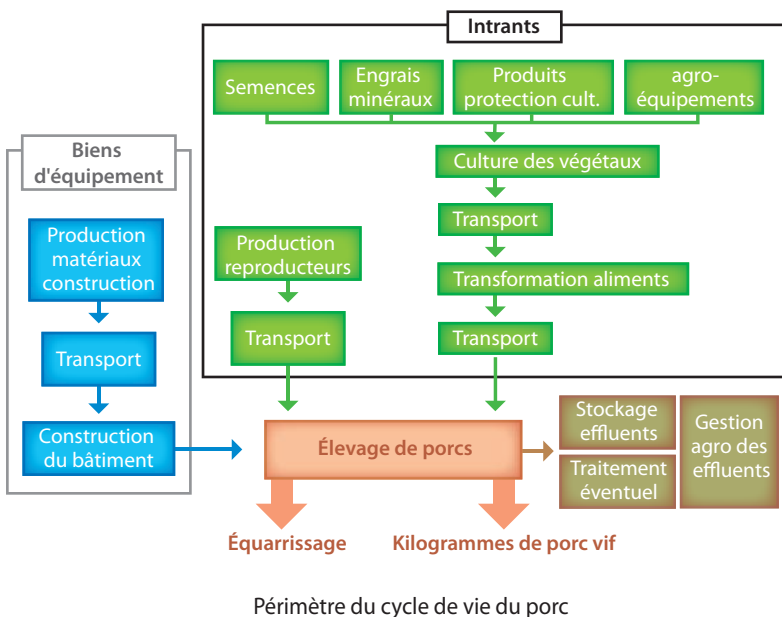 Intrants
Semences
Engrais
minéraux
Produits
protection cult.
agro-
équipements
Culture des végétaux
Transport
Transformation aliments
Transport
Production
reproducteurs
Transport
Biens
d'équipement
Production
matériaux
construction
Transport
Construction
du bâtiment
Élevage de porcs
Stockage
effluents
Traitement
éventuel
Gestion
agro des
effluents
Équarrissage
Kilogrammes de porc vif
Périmètre du cycle de vie du porc